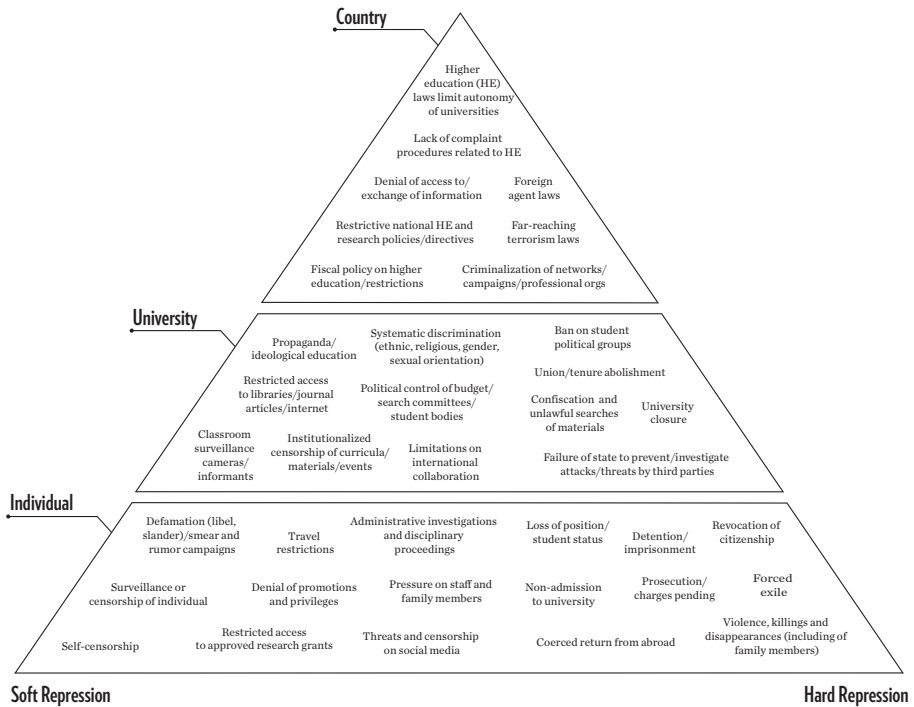 Country
Higher
education (HE)
laws limit autonomy
of universities
Lack of complaint
procedures related to HE
Denial of access to/
exchange of information
Foreign
agent laws
Restrictive national HE and
research policies/directives
Far-reaching
terrorism laws
Fiscal policy on higher
education/restrictions
Criminalization of networks/
campaigns/professional orgs
University
Propaganda/
ideological education
Systematic discrimination
(ethnic, religious, gender,
sexual orientation)
Ban on student
political groups
Union/tenure abolishment
Restricted access
to libraries/journal
articles/internet
Political control of budget/
search committees/
student bodies
Confiscation and
unlawful searches
of materials
University
closure
Classroom
surveillance
cameras/
informants
Institutionalized
censorship of curricula/
materials/events
Limitations on
international
collaboration
Failure of state to prevent/investigate
attacks/threats by third parties
Individual
Defamation (libel,
slander)/smear and
rumor campaigns
Travel
restrictions
Administrative investigations
and disciplinary
proceedings
Loss of position/
student status
Detention/
imprisonment
Revocation of
citizenship
Surveillance or
censorship of individual
Denial of promotions
and privileges
Pressure on staff and
family members
Non-admission
to university
Prosecution/
charges pending
Forced
exile
Self-censorship
Restricted access
to approved research grants
Threats and censorship
on social media
Coerced return from abroad
Violence, killings and
disappearances (including of
family members)
Soft Repression
Hard Repression